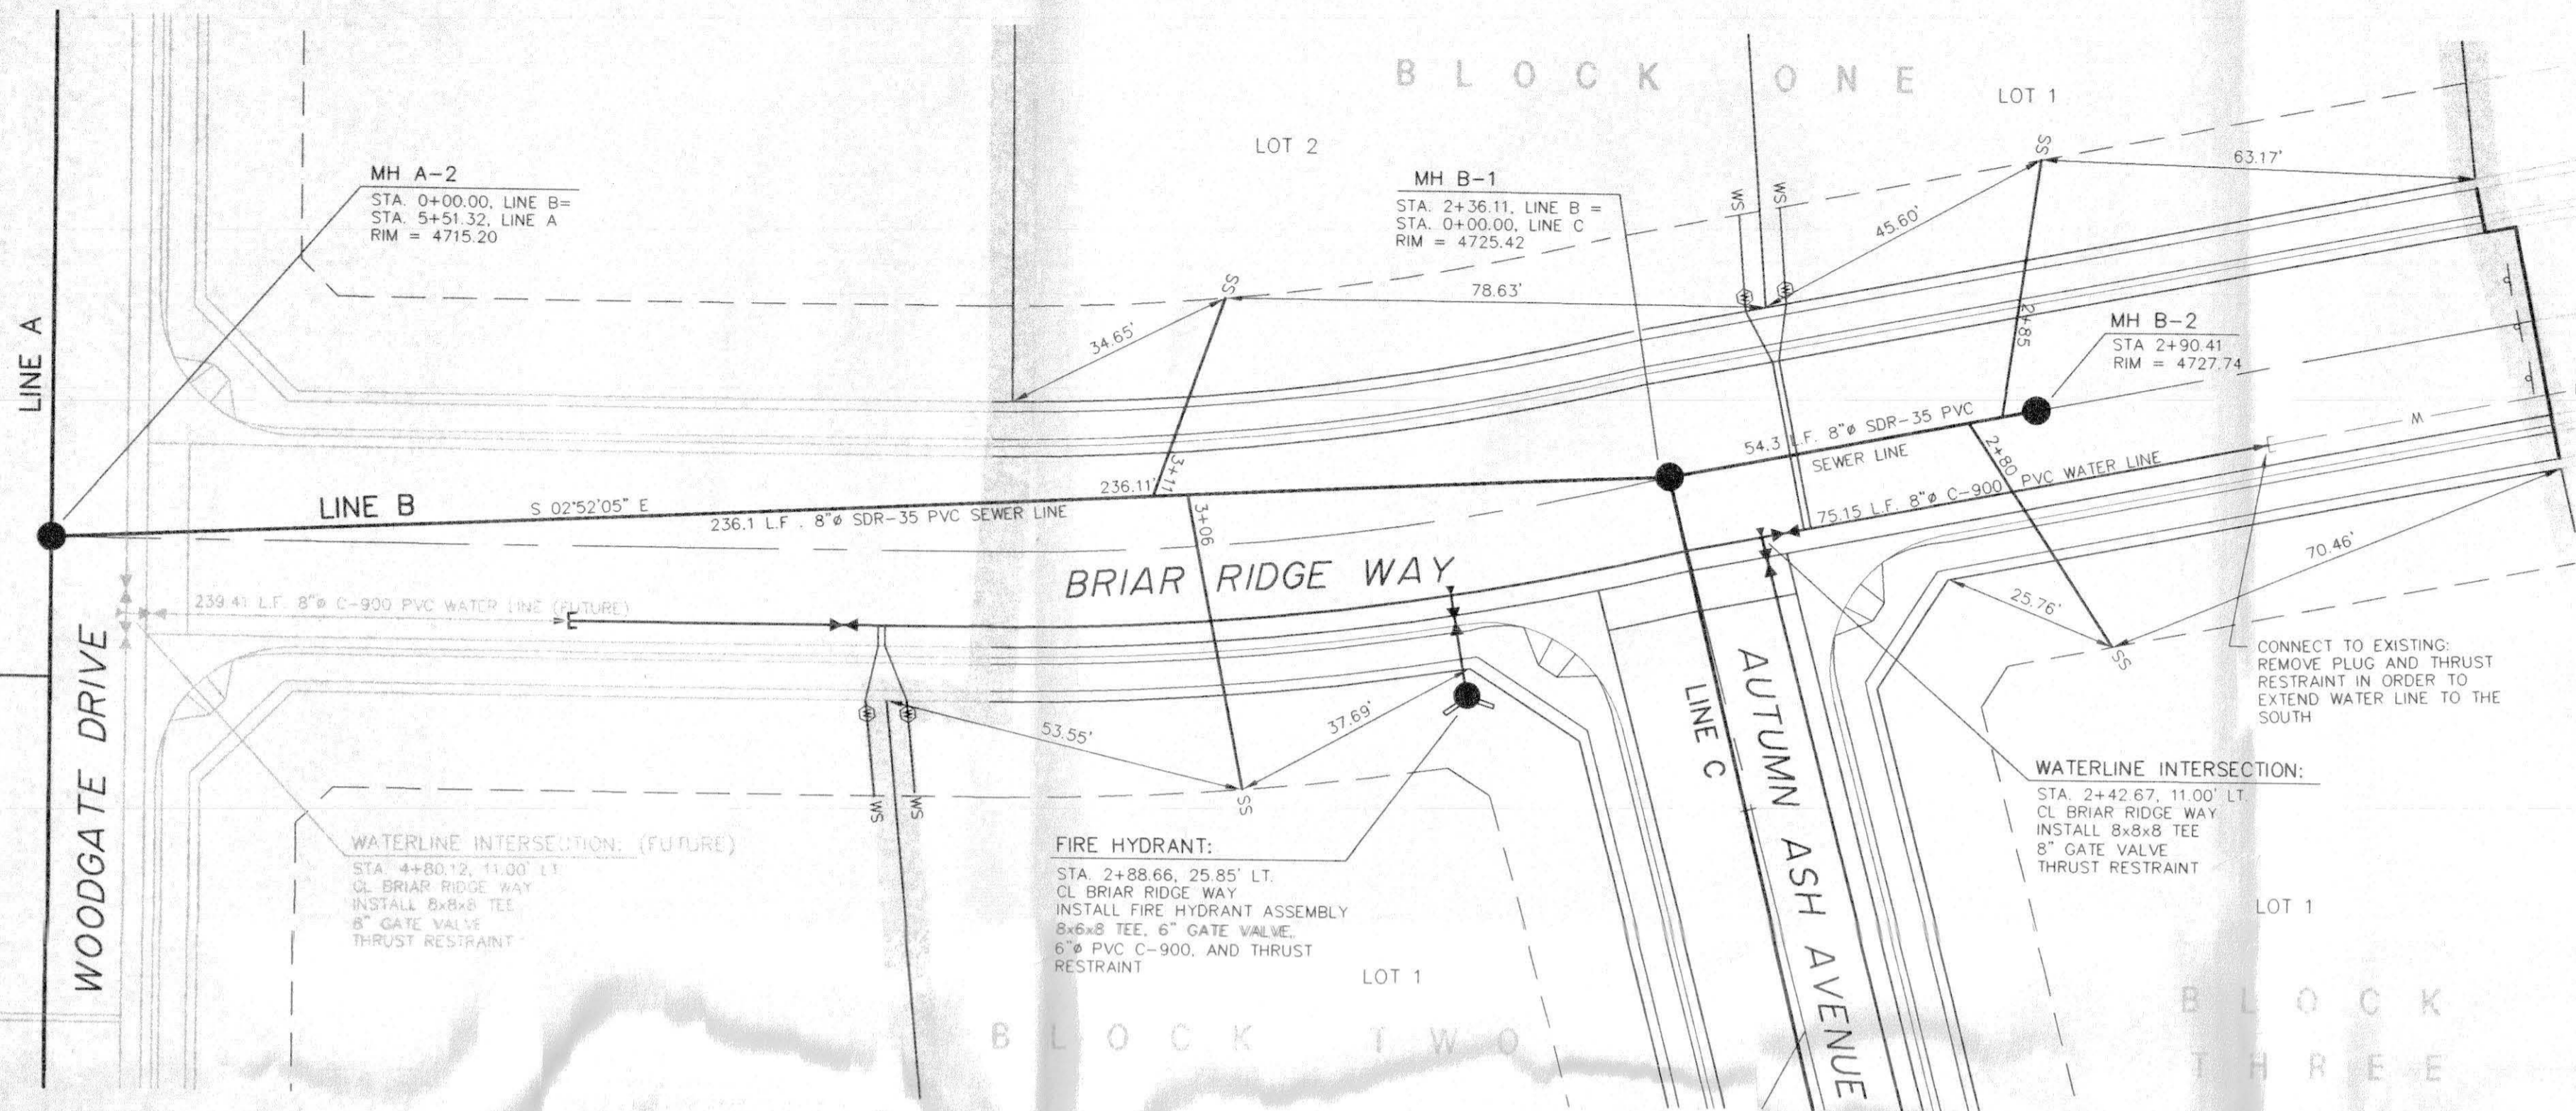 BLOCK ONE
LOT 1
LOT 2
MH A-2
STA. 0+00.00, LINE B=
STA. 5+51.32, LINE A
RIM = 4715.20
MH B-1
STA. 2+36.11, LINE B =
STA. 0+00.00, LINE C
RIM = 4725.42
WS
WS
SS
63.17'
45.60'
SS
78.63'
34.65'
W
W
2+85
MH B-2
STA 2+90.41
RIM = 4727.74
LINE A
LINE B
S 02°52'05" E
236.11'
3+11
236.1 L.F. 8"ø SDR-35 PVC SEWER LINE
54.3 L.F. 8"ø SDR-35 PVC
SEWER LINE
2+80
W
E
75.15 L.F. 8"ø C-900 PVC WATER LINE
3+06
BRIAR RIDGE WAY
239.41 L.F. 8"ø C-900 PVC WATER LINE (FUTURE)
E
70.46'
25.76'
SS
WOODGATE DRIVE
W
W
WS
WS
53.55'
37.69'
SS
LINE C
AUTUMN ASH AVENUE
CONNECT TO EXISTING:
REMOVE PLUG AND THRUST
RESTRAINT IN ORDER TO
EXTEND WATER LINE TO THE
SOUTH
WATERLINE INTERSECTION:
STA. 2+42.67, 11.00' LT.
CL BRIAR RIDGE WAY
INSTALL 8x8x8 TEE
8" GATE VALVE
THRUST RESTRAINT
WATERLINE INTERSECTION: (FUTURE)
STA. 4+80.12, 11.00' LT
CL BRIAR RIDGE WAY
INSTALL 8x8x8 TEE
8" GATE VALVE
THRUST RESTRAINT
FIRE HYDRANT:
STA. 2+88.66, 25.85' LT.
CL BRIAR RIDGE WAY
INSTALL FIRE HYDRANT ASSEMBLY
8x6x8 TEE, 6" GATE VALVE,
6"ø PVC C-900, AND THRUST
RESTRAINT
LOT 1
LOT 1
BLOCK TWO
BLOCK
THREE